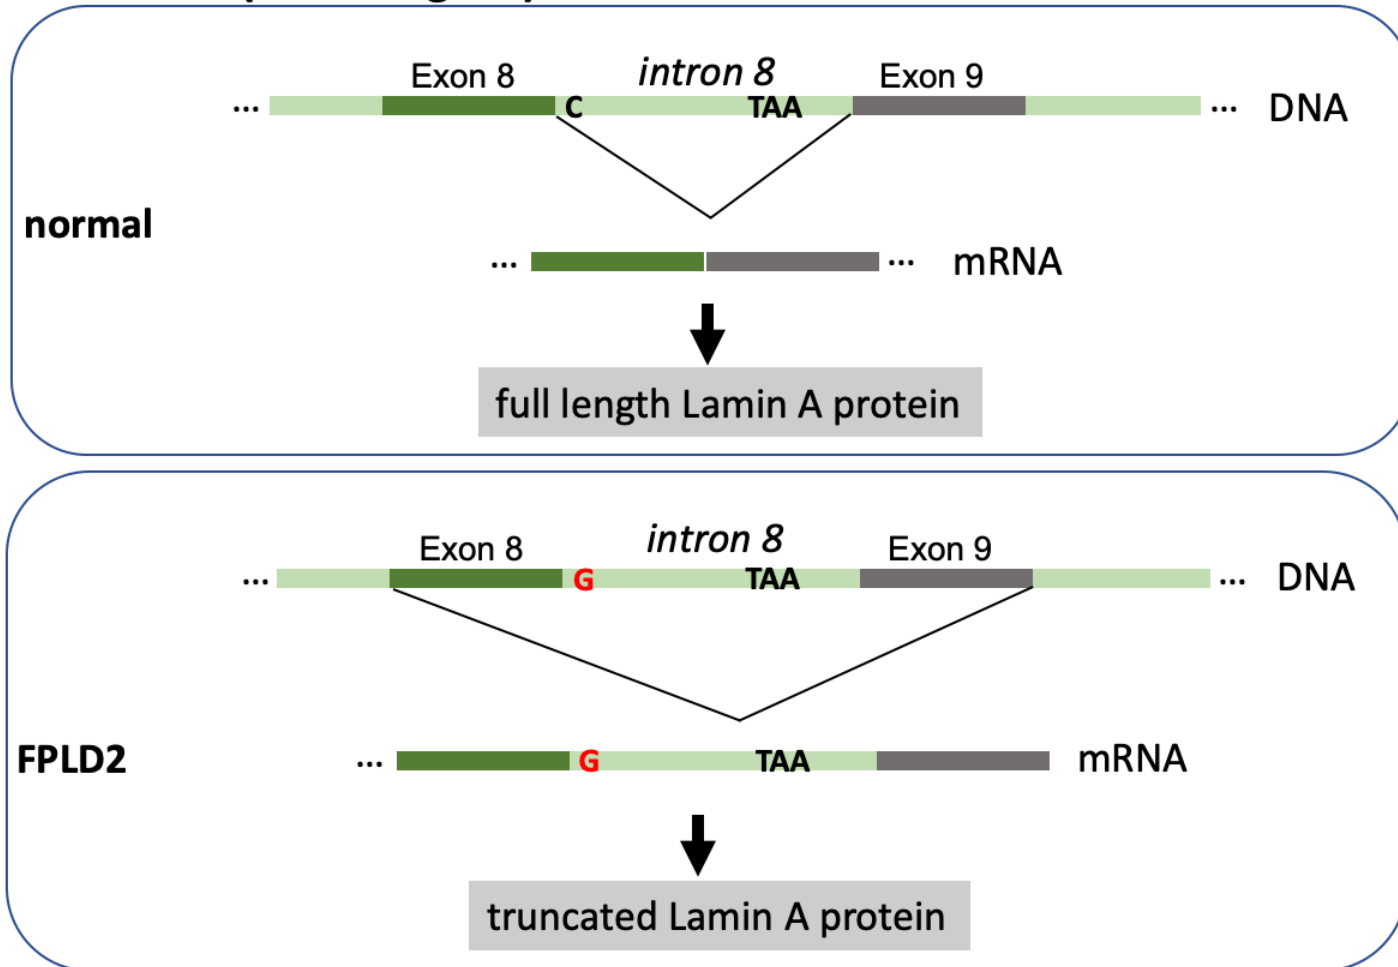 Exon 8 intron 8 Exon 9
... C TAA ... DNA
normal
... ... mRNA
full length Lamin A protein
Exon 8 intron 8 Exon 9
... G TAA ... DNA
FPLD2 ... G TAA mRNA
truncated Lamin A protein